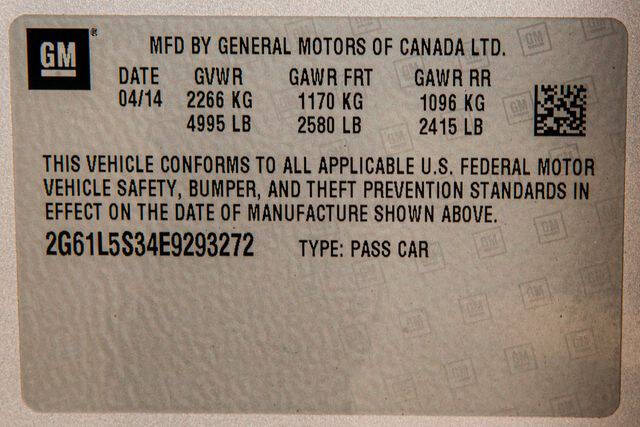 GM®
MFD BY GENERAL MOTORS OF CANADA LTD.
DATE GVWR GAWR FRT GAWR RR
04/14 2266 KG 1170 KG 1096 KG
4995 LB 2580 LB 2415 LB
THIS VEHICLE CONFORMS TO ALL APPLICABLE U.S. FEDERAL MOTOR
VEHICLE SAFETY, BUMPER, AND THEFT PREVENTION STANDARDS IN
EFFECT ON THE DATE OF MANUFACTURE SHOWN ABOVE.
2G61L5S34E9293272 TYPE: PASS CAR